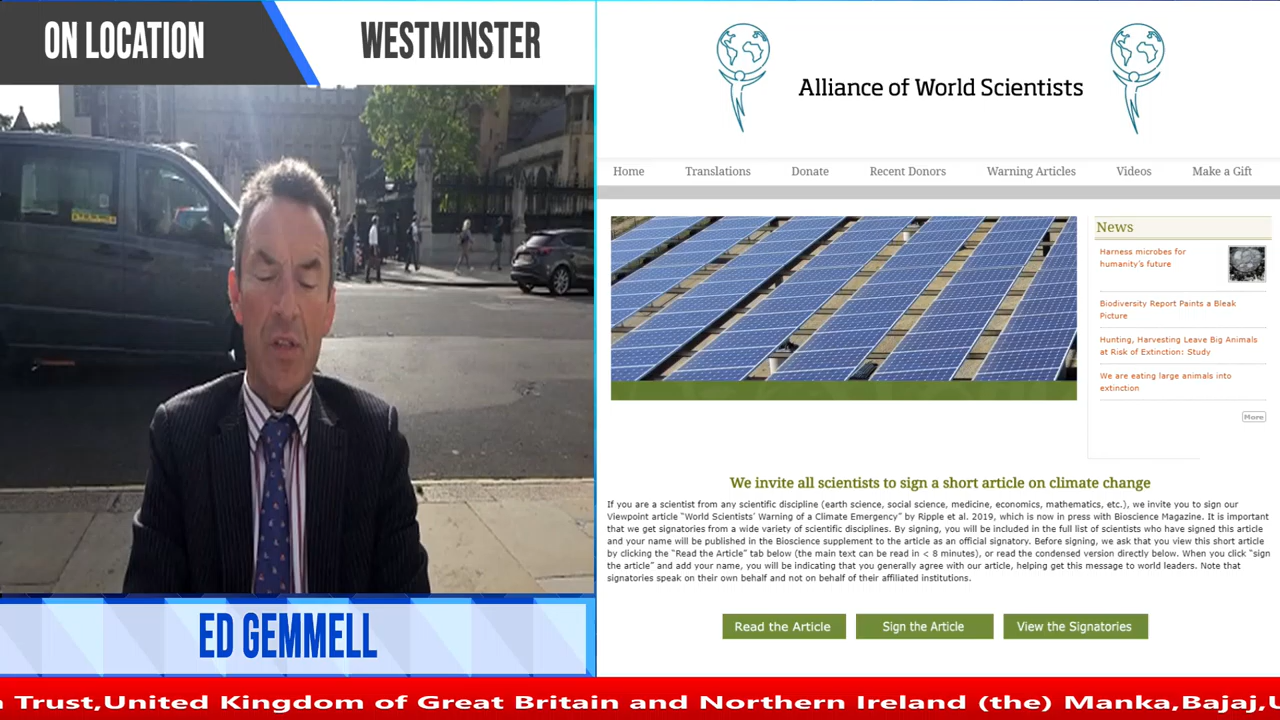 ON LOCATION
WESTMINSTER
Alliance of World Scientists
Home
Translations
Donate
Recent Donors
Warning Articles
Videos
Make a Gift
News
Harness microbes for
humanity's future
Biodiversity Report Paints a Bleak
Picture
Hunting, Harvesting Leave Big Animals
at Risk of Extinction: Study
We are eating large animals into
extinction
More
We invite all scientists to sign a short article on climate change
If you are a scientist from any scientific discipline (earth science, social science, medicine, economics, mathematics, etc.), we invite you to sign our
Viewpoint article "World Scientists' Warning of a Climate Emergency" by Ripple et al. 2019, which is now in press with Bioscience Magazine. It is important
that we get signatories from a wide variety of scientific disciplines. By signing, you will be included in the full list of scientists who have signed this article
and your name will be published in the Bioscience supplement to the article as an official signatory. Before signing, we ask that you view this short article
by clicking the "Read the Article" tab below (the main text can be read in < 8 minutes), or read the condensed version directly below. When you click "sign
the article" and add your name, you will be indicating that you generally agree with our article, helping get this message to world leaders. Note that
signatories speak on their own behalf and not on behalf of their affiliated institutions.
Read the Article
Sign the Article
View the Signatories
ED GEMMELL
Trust,United Kingdom of Great Britain and Northern Ireland (the) Manka,Bajaj,U